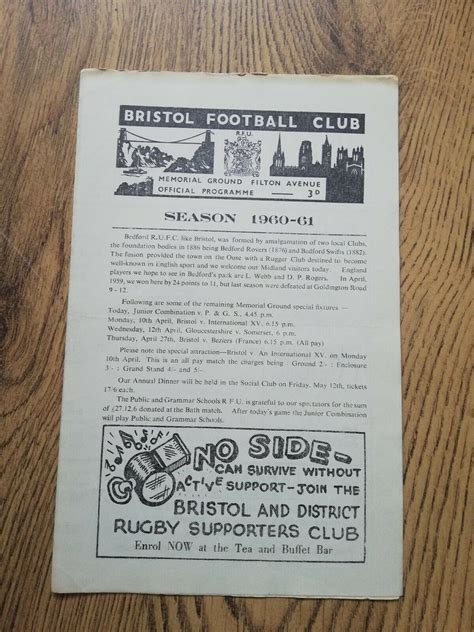 BRISTOL FOOTBALL CLUB
R.F.U.
MEMORIAL GROUND FILTON AVENUE
OFFICIAL PROGRAMME — 3D
SEASON 1960-61
Bedford R.U.F.C. like Bristol, was formed by amalgamation of two local Clubs,
the foundation bodies in 1886 being Bedford Rovers (1876) and Bedford Swifts (1882).
The fusion provided the town on the Ouse with a Rugger Club destined to become
well-known in english sport and we welcome our Midland visitors today. England
players we hope to see in Bedford's park are L. Webb and D. P. Rogers. In April,
1959, we won here by 24 points to 11, but last season were defeated at Goldington Road
9 - 12.
Following are some of the remaining Memorial Ground special fixtures —
Today, Junior Combination v. P. & G. S., 4.45 p.m.
Monday, 10th April, Bristol v. International XV. 6.15 p.m.
Wednesday, 12th April, Gloucestershire v. Somerset, 6 p.m.
Thursday, April 27th, Bristol v. Beziers (France) 6.15 p.m. (All pay)
Please note the special attraction—Bristol v. An International XV. on Monday
10th April. This is an all pay match the charges being : Ground 2/- ; Enclosure
3/- ; Grand Stand 4/- and 5/-.
Our Annual Dinner will be held in the Social Club on Friday, May 12th, tickets
17/6 each.
The Public and Grammar Schools R.F.U. is grateful to our spectators for the sum
of £27.12.6 donated at the Bath match. After today's game the Junior Combination
will play Public and Grammar Schools.
NO SIDE-
CAN SURVIVE WITHOUT
ACTIVE SUPPORT-JOIN THE
BRISTOL AND DISTRICT
RUGBY SUPPORTERS CLUB
Enrol NOW at the Tea and Buffet Bar